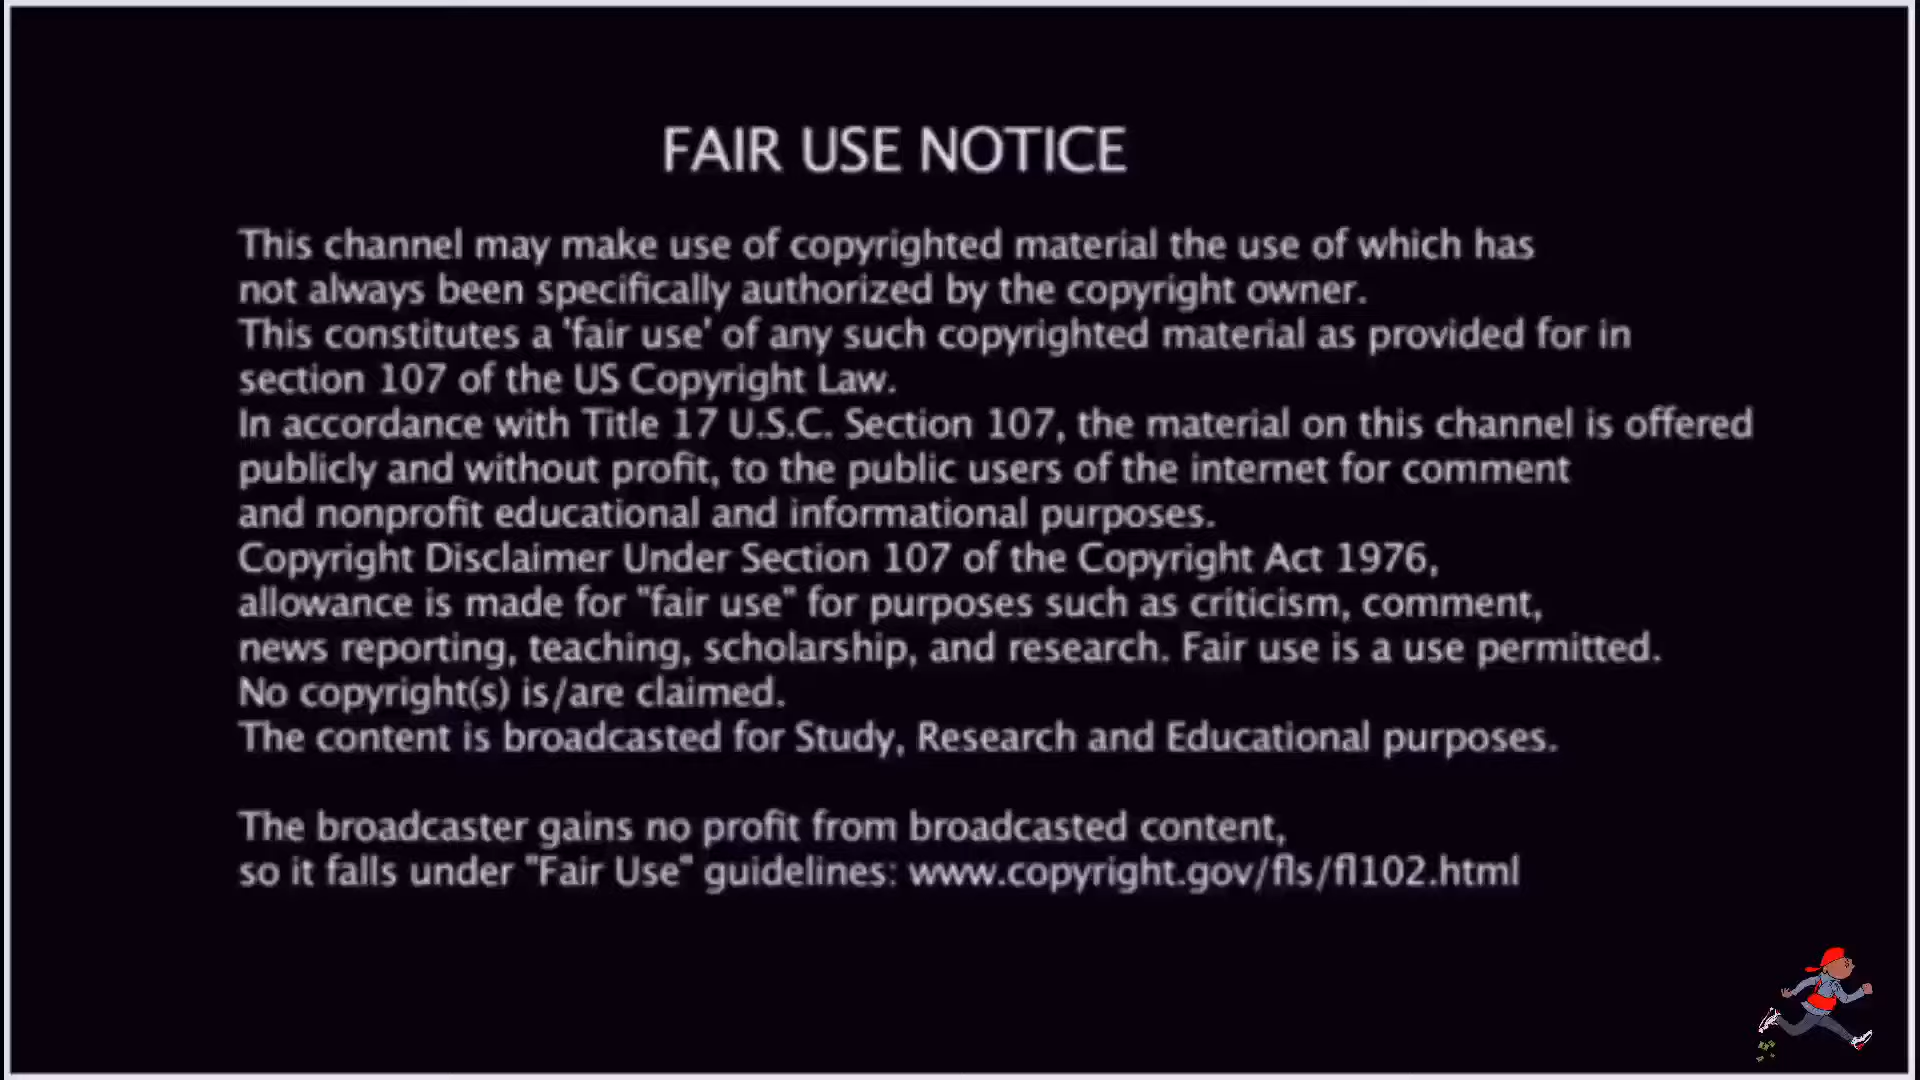 FAIR USE NOTICE
This channel may make use of copyrighted material the use of which has
not always been specifically authorized by the copyright owner.
This constitutes a 'fair use' of any such copyrighted material as provided for in
section 107 of the US Copyright Law.
In accordance with Title 17 U.S.C. Section 107, the material on this channel is offered
publicly and without profit, to the public users of the internet for comment
and nonprofit educational and informational purposes.
Copyright Disclaimer Under Section 107 of the Copyright Act 1976,
allowance is made for "fair use" for purposes such as criticism, comment,
news reporting, teaching, scholarship, and research. Fair use is a use permitted.
No copyright(s) is/are claimed.
The content is broadcasted for Study, Research and Educational purposes.
The broadcaster gains no profit from broadcasted content,
so it falls under "Fair Use" guidelines: www.copyright.gov/fls/fl102.html